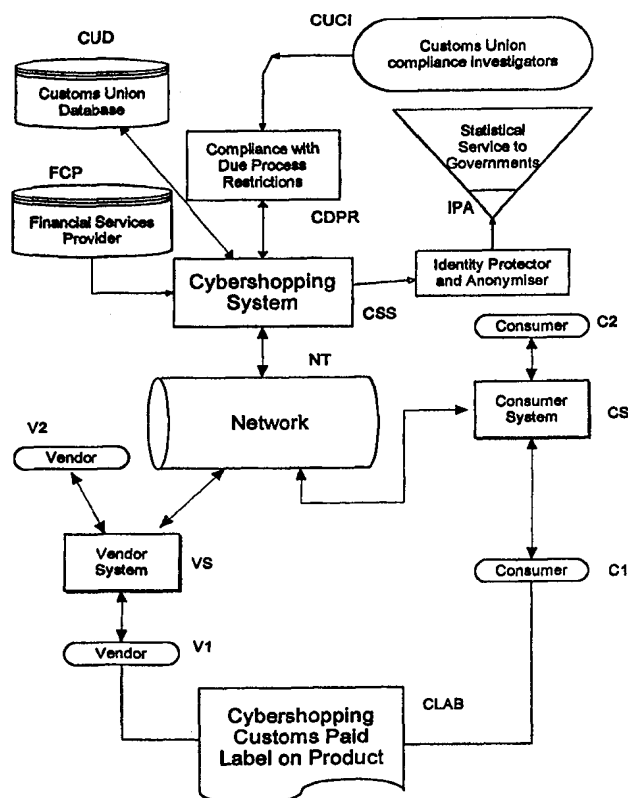 CUCI
CUD
Customs Union
compliance investigators
Customs Union
Database
Compliance with
Due Process
Restrictions
Statistical
Service to
Governments
FCP
IPA
CDPR
Financial Services
Provider
Cybershopping
System
Identity Protector
and Anonymiser
CSS
Consumer
C2
NT
Consumer
System
CS
Network
V2
Vendor
Vendor
System
VS
Consumer
C1
Vendor
V1
CLAB
Cybershopping
Customs Paid
Label on Product